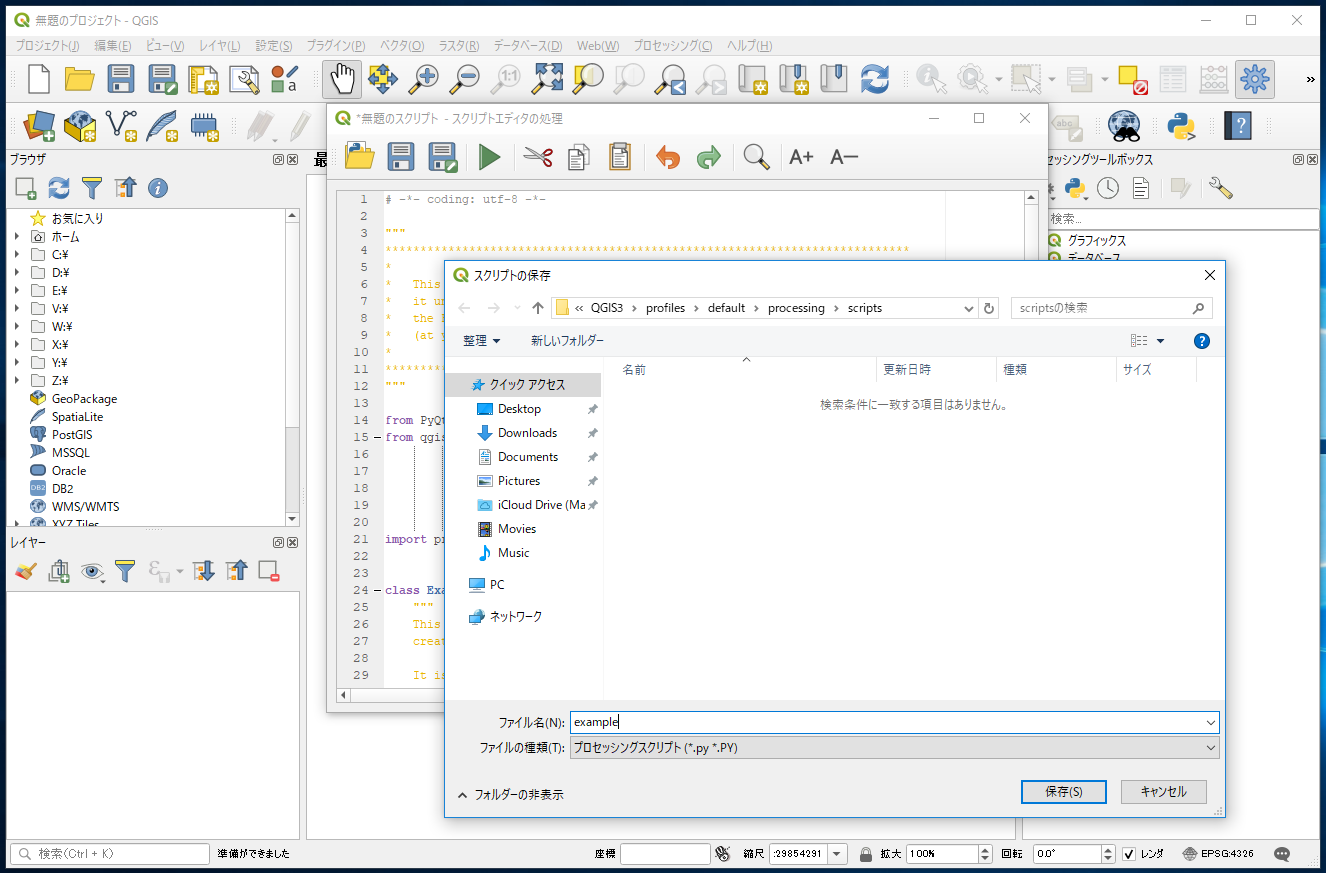 無題のプロジェクト - QGIS
プロジェクト(J) 編集(E) ビュー(V) レイヤ(L) 設定(S) プラグイン(P) ベクタ(O) ラスタ(R) データベース(D) Web(W) プロセッシング(C) ヘルプ(H)
1:1
a
»
abc
?
ブラウザ
お気に入り
ホーム
C:¥
D:¥
E:¥
V:¥
W:¥
X:¥
Y:¥
Z:¥
GeoPackage
SpatiaLite
PostGIS
MSSQL
Oracle
DB2
WMS/WMTS
XYZ Tiles
レイヤー
最
*無題のスクリプト - スクリプトエディタの処理
A+ A—
1 # -*- coding: utf-8 -*-
2
3 """
4 ***************************************************************************
5 *
6 * This
7 * it un
8 * the
9 * (at y
10 *
11 ********
12 """
13
14 from PyQt
15 from qgis
16
17
18
19
20
21 import pr
22
23
24 class Exa
25 """
26 This
27 creat
28
29 It is
セッシングツールボックス
検索...
グラフィックス
データベース
スクリプトの保存
« QGIS3 › profiles › default › processing › scripts
scriptsの検索
整理 新しいフォルダー
?
クイック アクセス
Desktop
Downloads
Documents
Pictures
iCloud Drive (Ma
Movies
Music
PC
ネットワーク
名前 更新日時 種類 サイズ
検索条件に一致する項目はありません。
ファイル名(N): example
ファイルの種類(T): プロセッシングスクリプト (*.py *.PY)
フォルダーの非表示
保存(S) キャンセル
検索(Ctrl + K) 準備ができました 座標 縮尺 :29854291 拡大 100% 回転 0.0° レンダ EPSG:4326